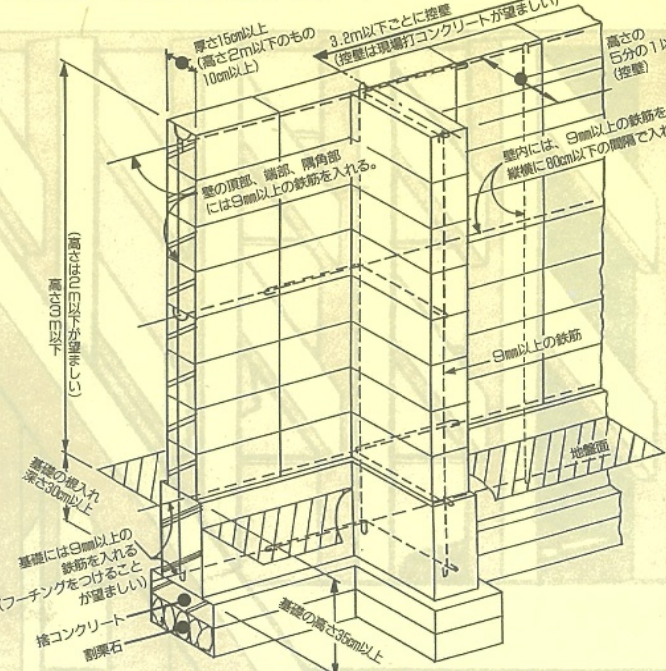 厚さ15cm以上
(高さ2m以下のもの
10cm以上)
3.2m以下ごとに控壁
(控壁は現場打コンクリートが望ましい)
高さの
5分の1以
(控壁)
壁の頂部、端部、隅角部
には9mm以上の鉄筋を入れる。
壁内には、9mm以上の鉄筋を
縦横に80cm以下の間隔で入れ
高さ3m以下
(高さは2m以下が望ましい)
9mm以上の鉄筋
地盤面
基礎の根入れ
深さ30cm以上
基礎には9mm以上の
鉄筋を入れる
(フーチングをつけること
が望ましい)
捨コンクリート
割栗石
基礎の高さ35cm以上